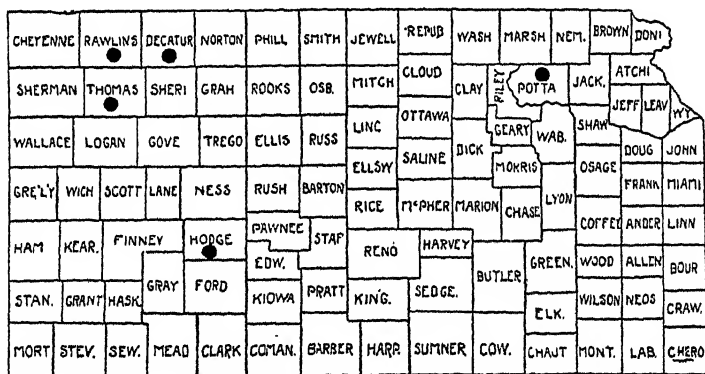 CHEYENNE RAWLINS DECATUR NORTON PHILL SMITH JEWELL REPUB WASH MARSH NEM. BROWN DONI
SHERMAN THOMAS SHERI GRAH ROOKS OSB. MITCH CLOUD CLAY RILEY POTTA JACK. ATCHI
JEFF LEAV WY
WALLACE LOGAN GOVE TREGO ELLIS RUSS LINC OTTAWA DICK GEARY WAB. SHAW DOUG JOHN
ELLSW SALINE MORRIS OSAGE
GRE'L'Y WICH SCOTT LANE NESS RUSH BARTON RICE McPHER MARION CHASE LYON FRANK MIAMI
HAM KEAR. FINNEY HODGE PAWNEE STAF RENO HARVEY COFFEE ANDER LINN
EDW. BUTLER GREEN. WOOD ALLEN BOUR
STAN. GRANT HASK. GRAY FORD KIOWA PRATT KING. SEDGE. ELK. WILSON NEOS CRAW.
MORT STEV. SEW. MEAD CLARK COMAN. BARBER HARP. SUMNER COW. CHAUT MONT. LAB. CHERO